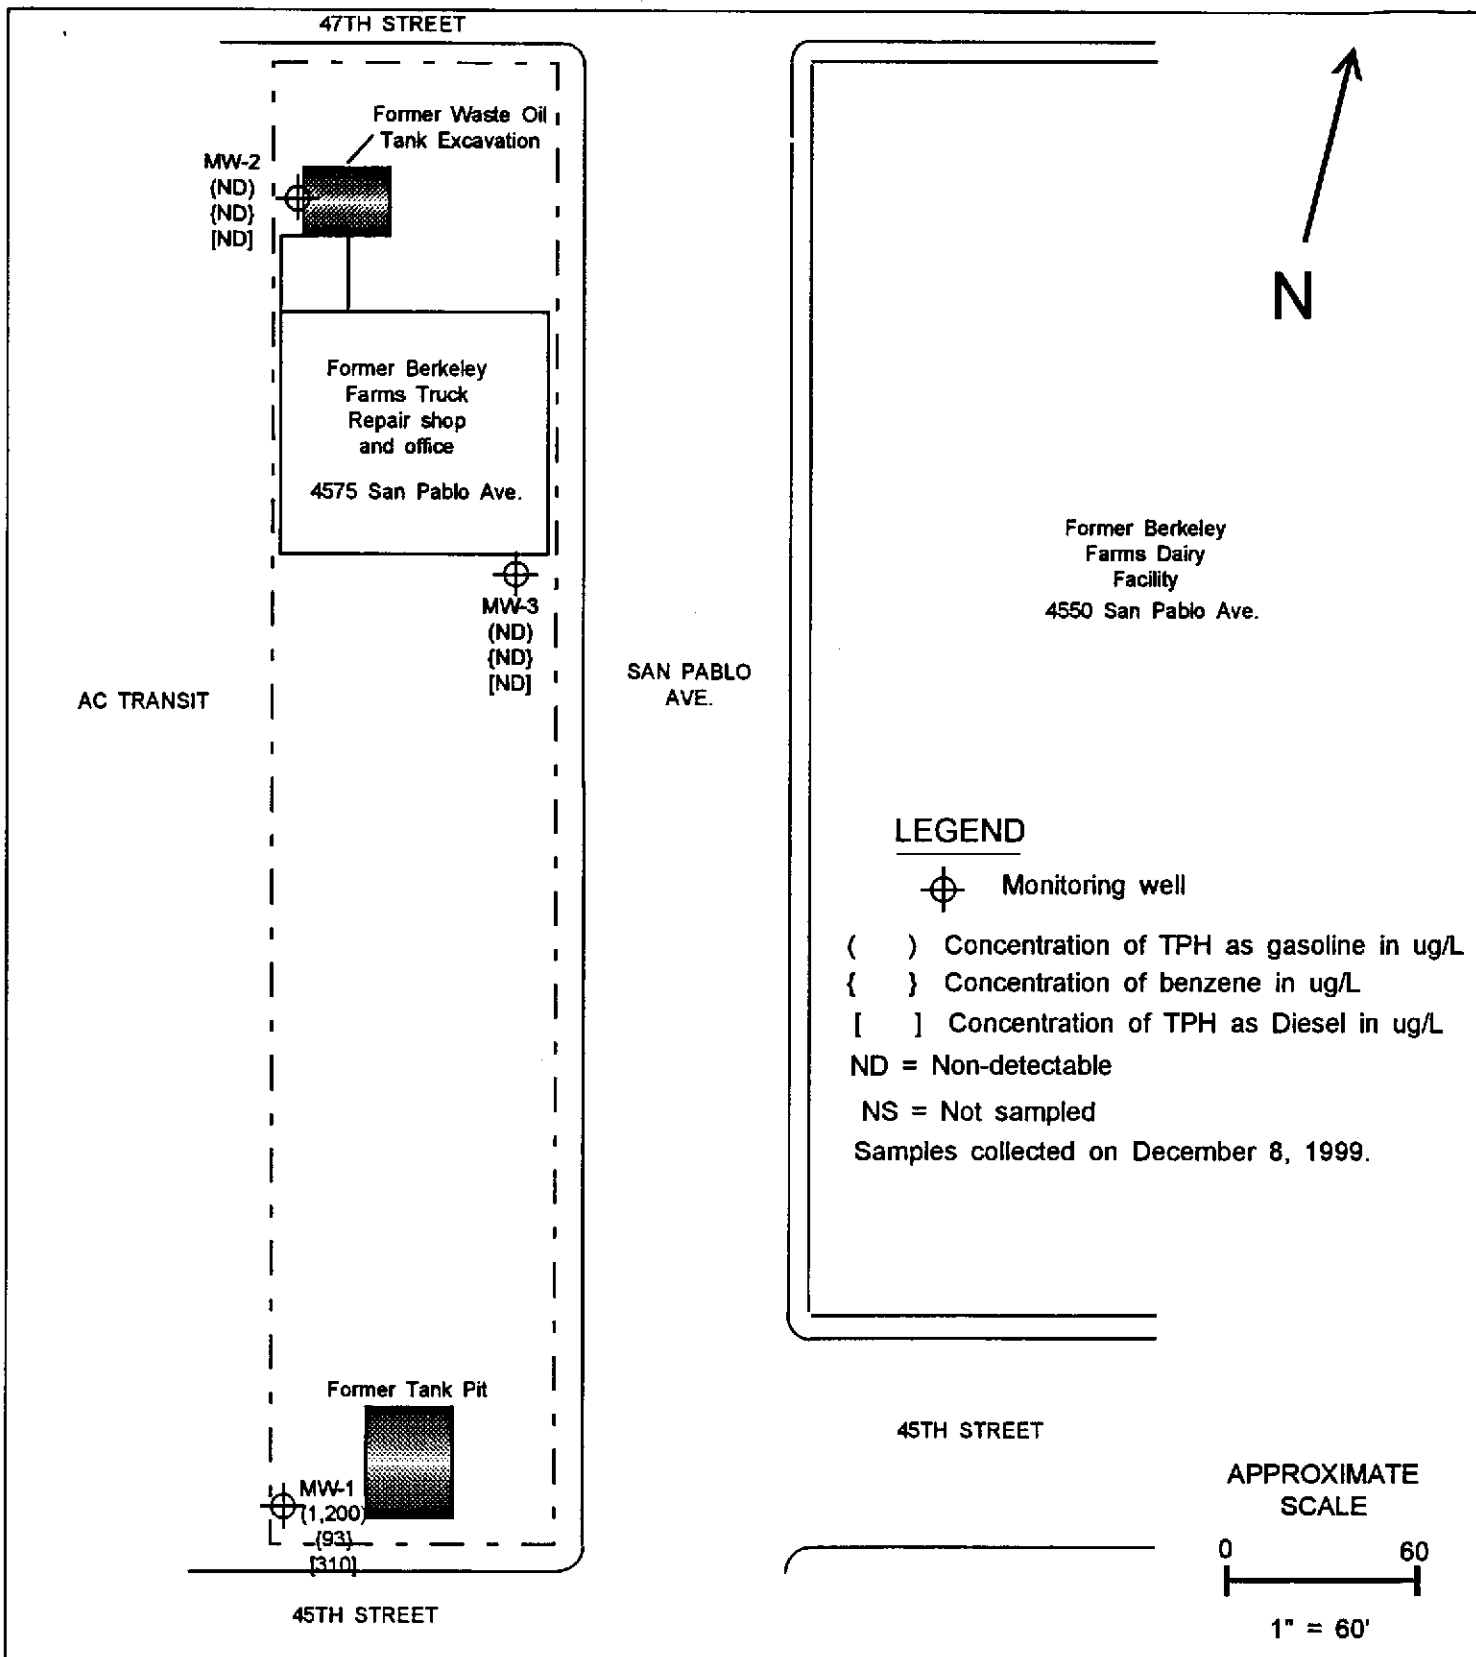 47TH STREET
Former Waste Oil
Tank Excavation
MW-2
(ND)
{ND}
[ND]
N
Former Berkeley
Farms Truck
Repair shop
and office
4575 San Pablo Ave.
Former Berkeley
Farms Dairy
Facility
4550 San Pablo Ave.
MW-3
(ND)
{ND}
[ND]
AC TRANSIT
SAN PABLO
AVE.
LEGEND
Monitoring well
( ) Concentration of TPH as gasoline in ug/L
{ } Concentration of benzene in ug/L
[ ] Concentration of TPH as Diesel in ug/L
ND = Non-detectable
NS = Not sampled
Samples collected on December 8, 1999.
Former Tank Pit
MW-1
(1,200)
{93}
[310]
45TH STREET
45TH STREET
APPROXIMATE
SCALE
0 60
1" = 60'